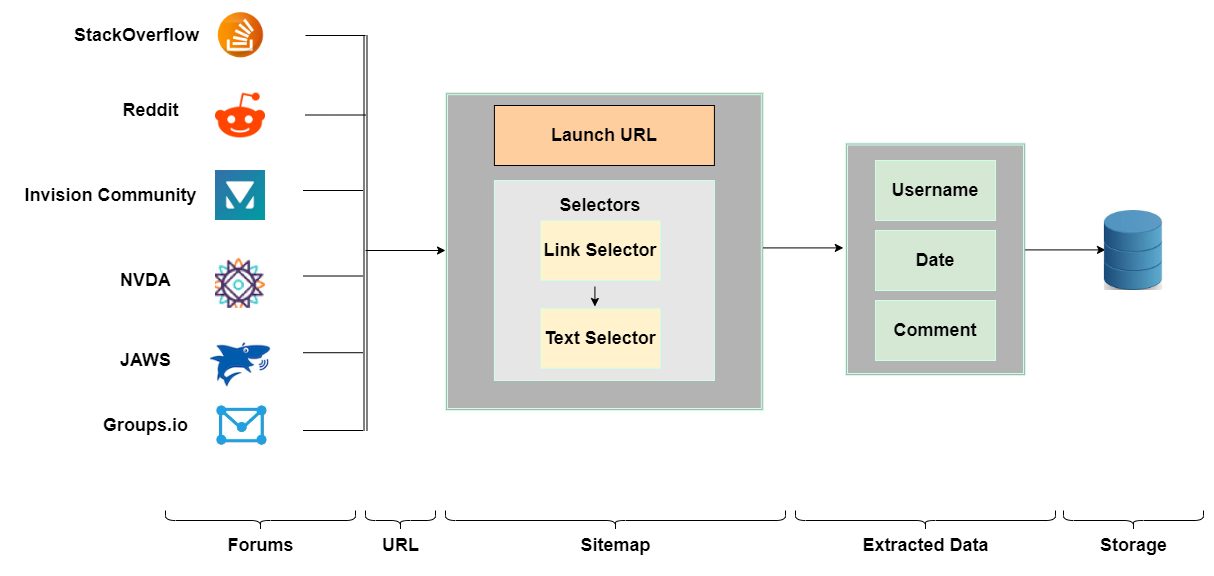 StackOverflow
Reddit
Invision Community
NVDA
JAWS
Groups.io
Launch URL
Selectors
Link Selector
Text Selector
Username
Date
Comment
Forums
URL
Sitemap
Extracted Data
Storage